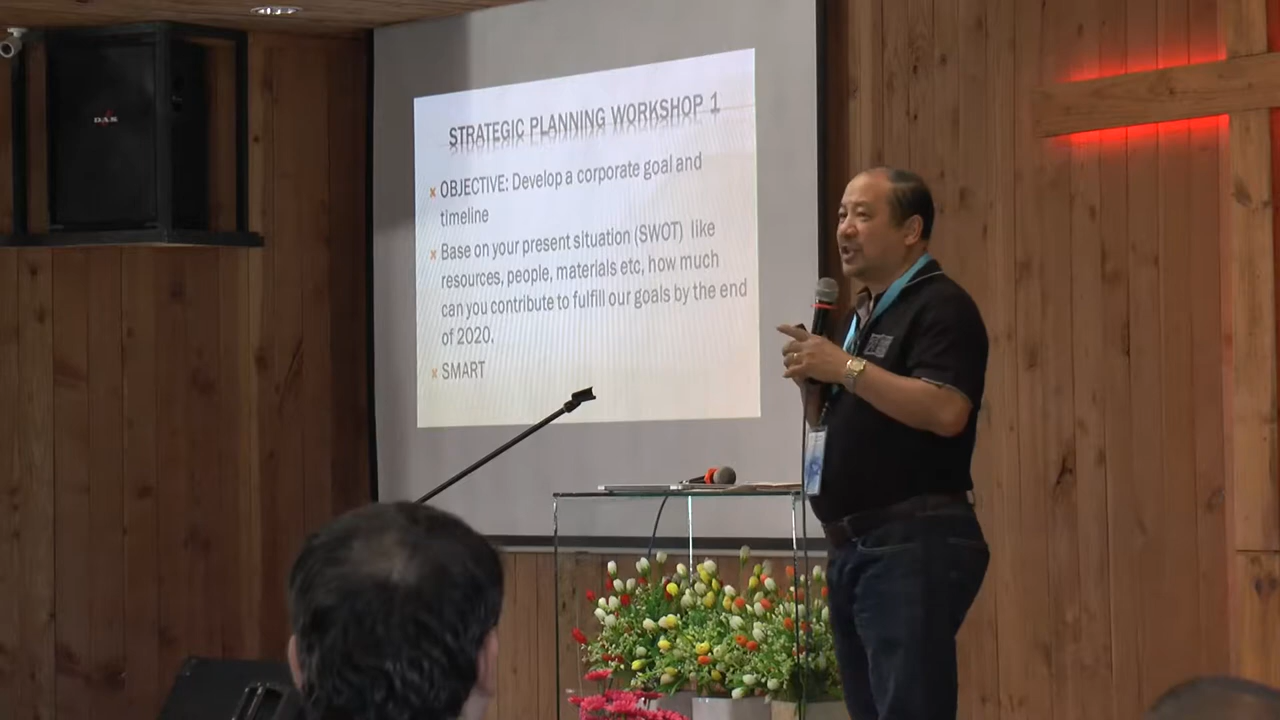 DAS
STRATEGIC PLANNING WORKSHOP 1
× OBJECTIVE: Develop a corporate goal and
timeline
× Base on your present situation (SWOT) like
resources, people, materials etc, how much
can you contribute to fulfill our goals by the end
of 2020.
× SMART